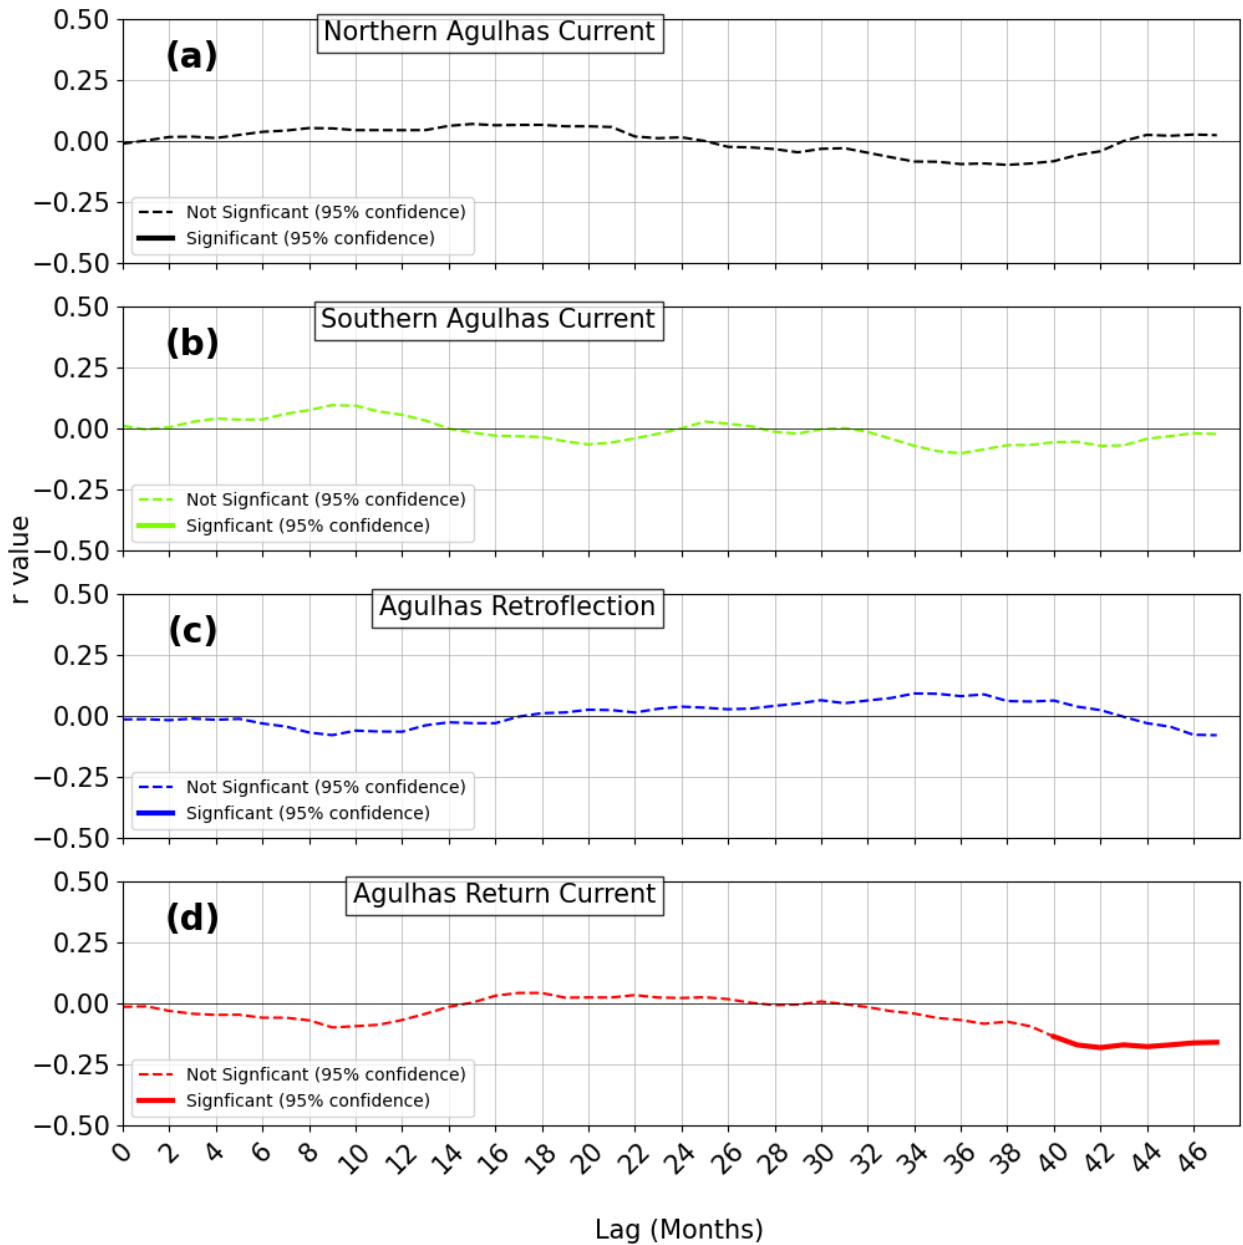 Northern Agulhas Current
(a)
0.50
0.25
0.00
−0.25
−0.50
Not Signficant (95% confidence)
Significant (95% confidence)
Southern Agulhas Current
(b)
0.50
0.25
0.00
−0.25
−0.50
Not Signficant (95% confidence)
Signficant (95% confidence)
r value
Agulhas Retroflection
(c)
0.50
0.25
0.00
−0.25
−0.50
Not Signficant (95% confidence)
Signficant (95% confidence)
Agulhas Return Current
(d)
0.50
0.25
0.00
−0.25
−0.50
Not Signficant (95% confidence)
Signficant (95% confidence)
0 2 4 6 8 10 12 14 16 18 20 22 24 26 28 30 32 34 36 38 40 42 44 46
Lag (Months)